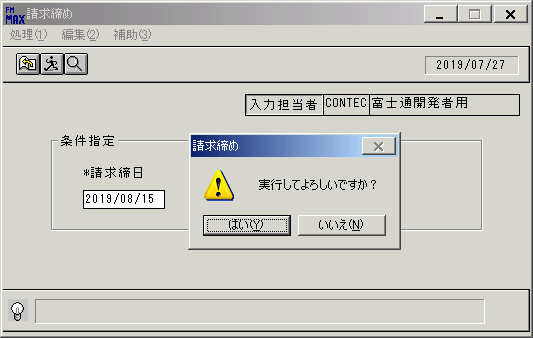 FM MAX 請求締め
処理(1) 編集(2) 補助(3)
2019/07/27
入力担当者 CONTEC 富士通開発者用
条件指定
*請求締日
2019/08/15
請求締め
実行してよろしいですか?
はい(Y) いいえ(N)